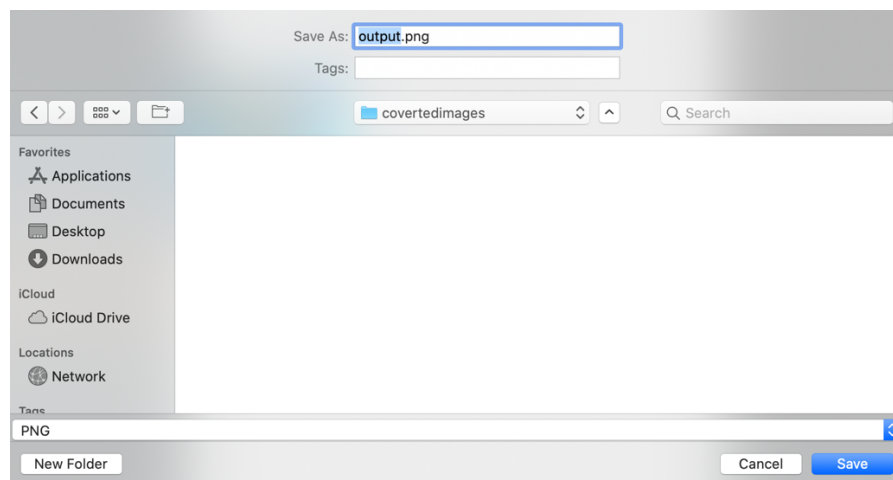 Save As: output.png
Tags:
covertedimages
Search
Favorites
Applications
Documents
Desktop
Downloads
iCloud
iCloud Drive
Locations
Network
Tags
PNG
New Folder
Cancel
Save